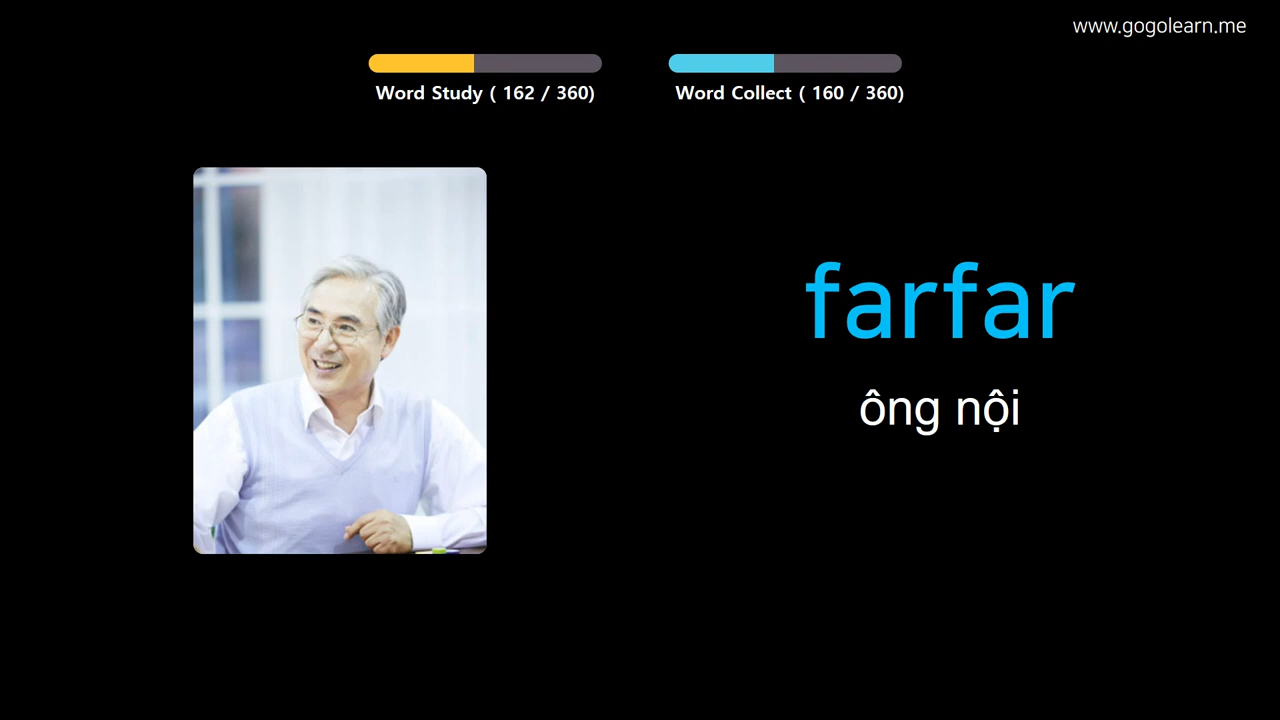 www.gogolearn.me
Word Study ( 162 / 360)
Word Collect ( 160 / 360)
farfar
ông nội